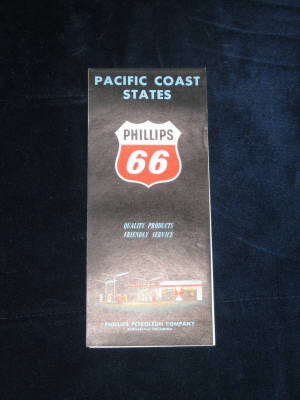 PACIFIC COAST
STATES
PHILLIPS
66
QUALITY PRODUCTS
FRIENDLY SERVICE
PHILLIPS PETROLEUM COMPANY